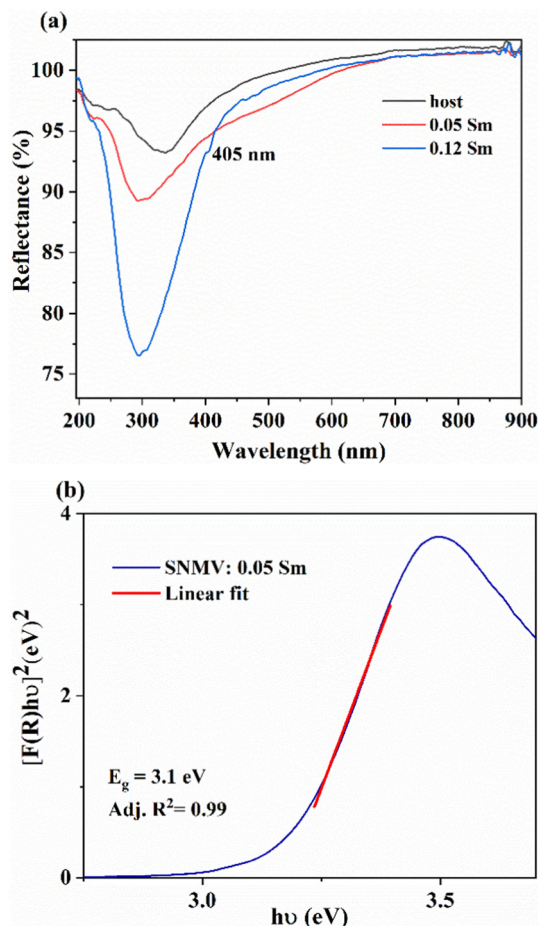 (a)
100
95
90
85
80
75
Reflectance (%)
host
0.05 Sm
0.12 Sm
405 nm
200 300 400 500 600 700 800 900
Wavelength (nm)
(b)
4
2
0
[F(R)hυ]²(eV)²
SNMV: 0.05 Sm
Linear fit
E<sub>g</sub> = 3.1 eV
Adj. R²= 0.99
3.0 3.5
hυ (eV)